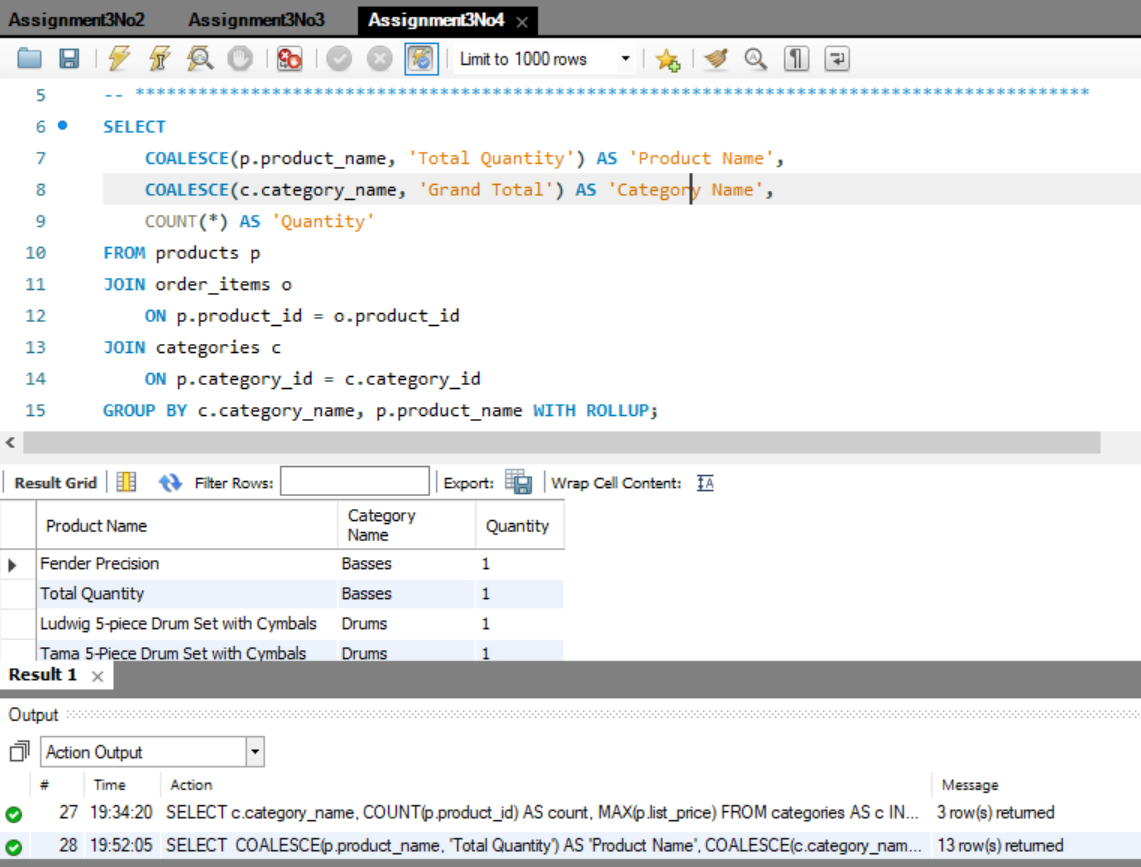 Assignment3No2 Assignment3No3 Assignment3No4
Limit to 1000 rows
5 -- *******************************************************************************************
6 SELECT
7 COALESCE(p.product_name, 'Total Quantity') AS 'Product Name',
8 COALESCE(c.category_name, 'Grand Total') AS 'Category Name',
9 COUNT(*) AS 'Quantity'
10 FROM products p
11 JOIN order_items o
12 ON p.product_id = o.product_id
13 JOIN categories c
14 ON p.category_id = c.category_id
15 GROUP BY c.category_name, p.product_name WITH ROLLUP;
Result Grid Filter Rows: Export: Wrap Cell Content:
Product Name Category Name Quantity
Fender Precision Basses 1
Total Quantity Basses 1
Ludwig 5-piece Drum Set with Cymbals Drums 1
Tama 5-Piece Drum Set with Cymbals Drums 1
Result 1
Output
Action Output
# Time Action Message
27 19:34:20 SELECT c.category_name, COUNT(p.product_id) AS count, MAX(p.list_price) FROM categories AS c IN... 3 row(s) returned
28 19:52:05 SELECT COALESCE(p.product_name, 'Total Quantity') AS 'Product Name', COALESCE(c.category_nam... 13 row(s) returned